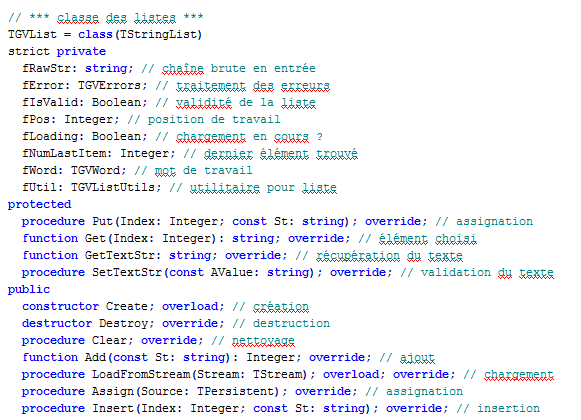 // *** classe des listes ***
TGVList = class(TStringList)
strict private
fRawStr: string; // chaîne brute en entrée
fError: TGVErrors; // traitement des erreurs
fIsValid: Boolean; // validité de la liste
fPos: Integer; // position de travail
fLoading: Boolean; // chargement en cours ?
fNumLastItem: Integer; // dernier élément trouvé
fWord: TGVWord; // mot de travail
fUtil: TGVListUtils; // utilitaire pour liste
protected
procedure Put(Index: Integer; const St: string); override; // assignation
function Get(Index: Integer): string; override; // élément choisi
function GetTextStr: string; override; // récupération du texte
procedure SetTextStr(const AValue: string); override; // validation du texte
public
constructor Create; overload; // création
destructor Destroy; override; // destruction
procedure Clear; override; // nettoyage
function Add(const St: string): Integer; override; // ajout
procedure LoadFromStream(Stream: TStream); overload; override; // chargement
procedure Assign(Source: TPersistent); override; // assignation
procedure Insert(Index: Integer; const St: string); override; // insertion